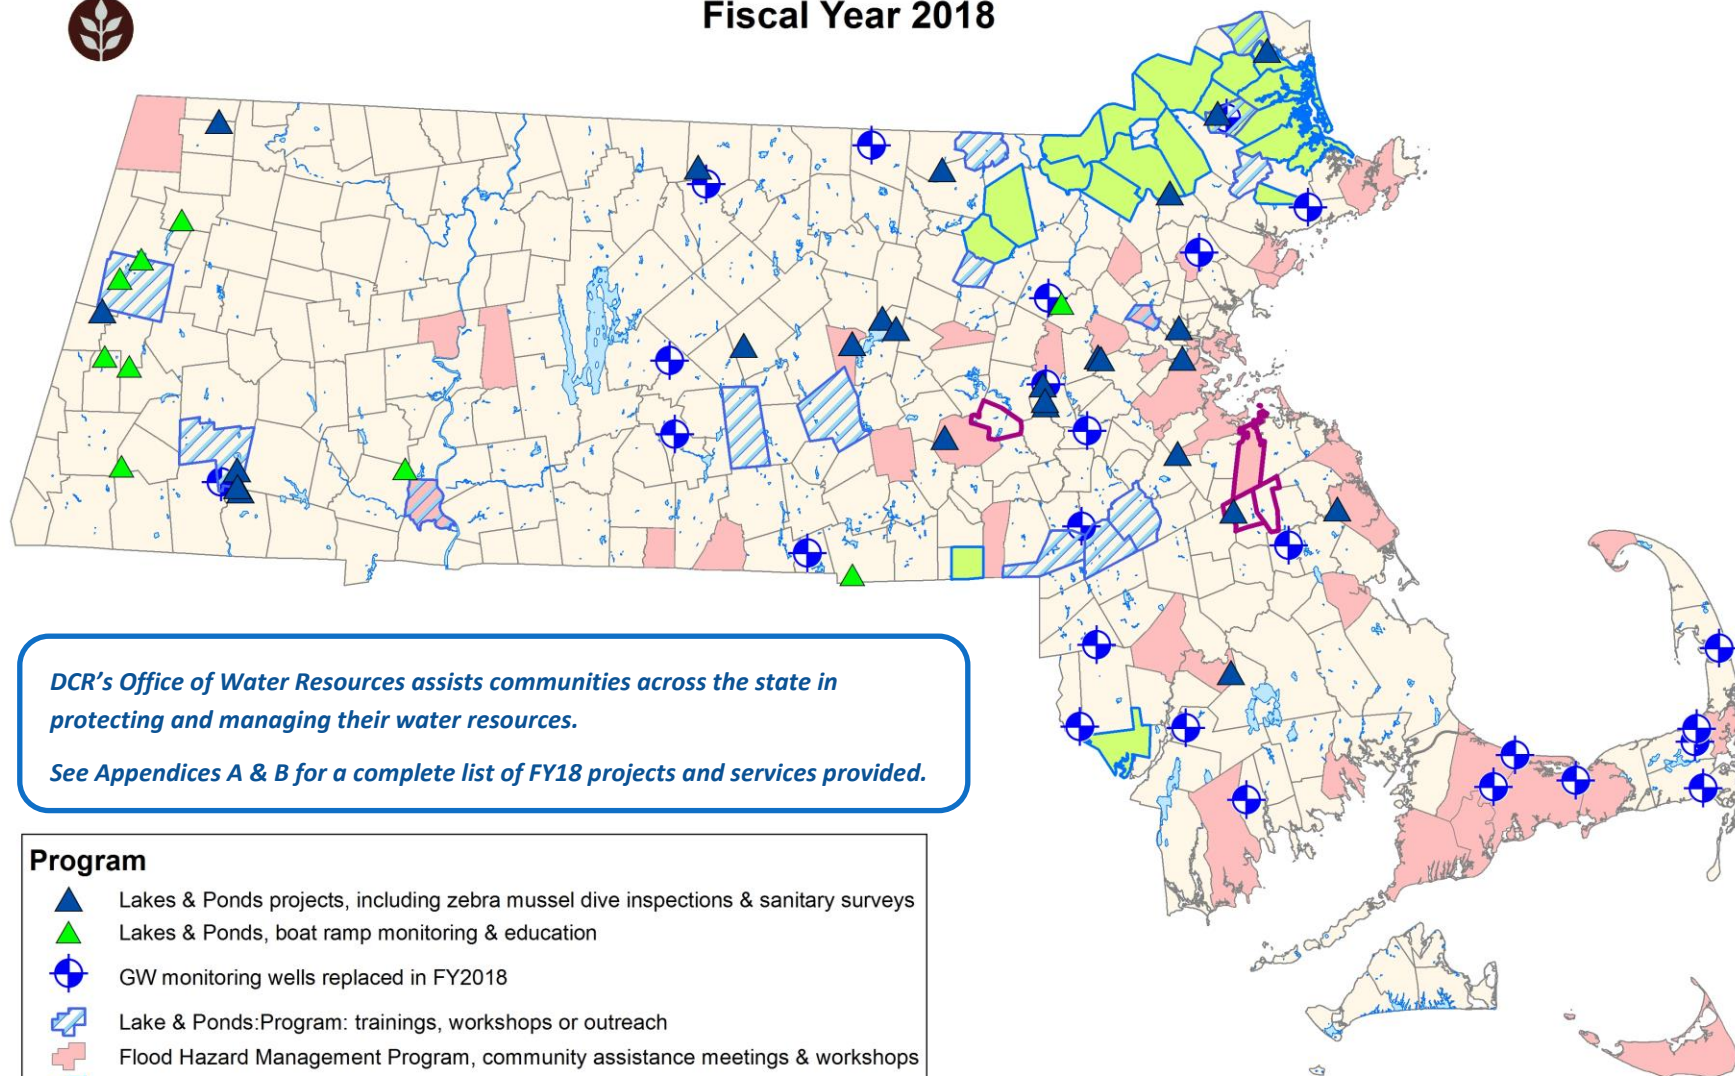 Fiscal Year 2018
DCR’s Office of Water Resources assists communities across the state in
protecting and managing their water resources.
See Appendices A & B for a complete list of FY18 projects and services provided.
Program
Lakes & Ponds projects, including zebra mussel dive inspections & sanitary surveys
Lakes & Ponds, boat ramp monitoring & education
GW monitoring wells replaced in FY2018
Lake & Ponds:Program: trainings, workshops or outreach
Flood Hazard Management Program, community assistance meetings & workshops